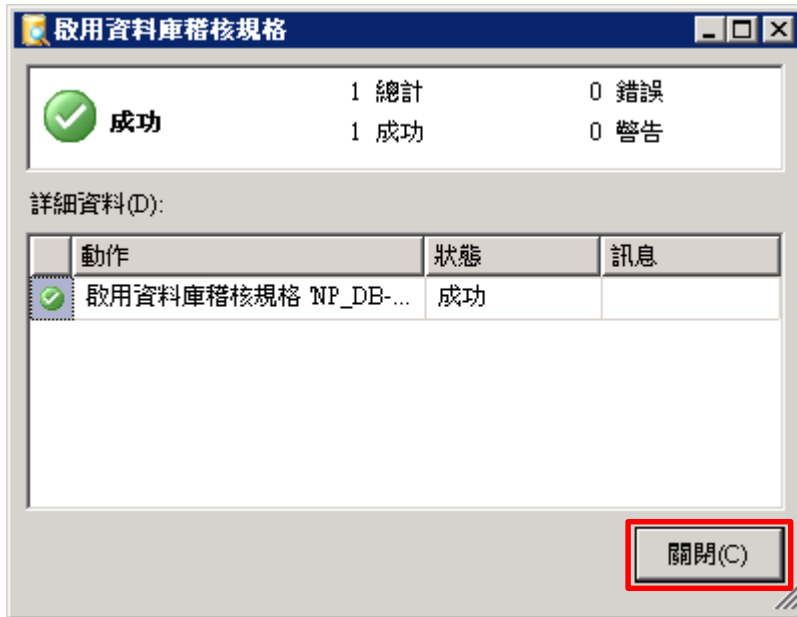 啟用資料庫稽核規格
成功
1 總計
0 錯誤
1 成功
0 警告
詳細資料(D):
動作
狀態
訊息
啟用資料庫稽核規格 'NP_DB-...
成功
關閉(C)